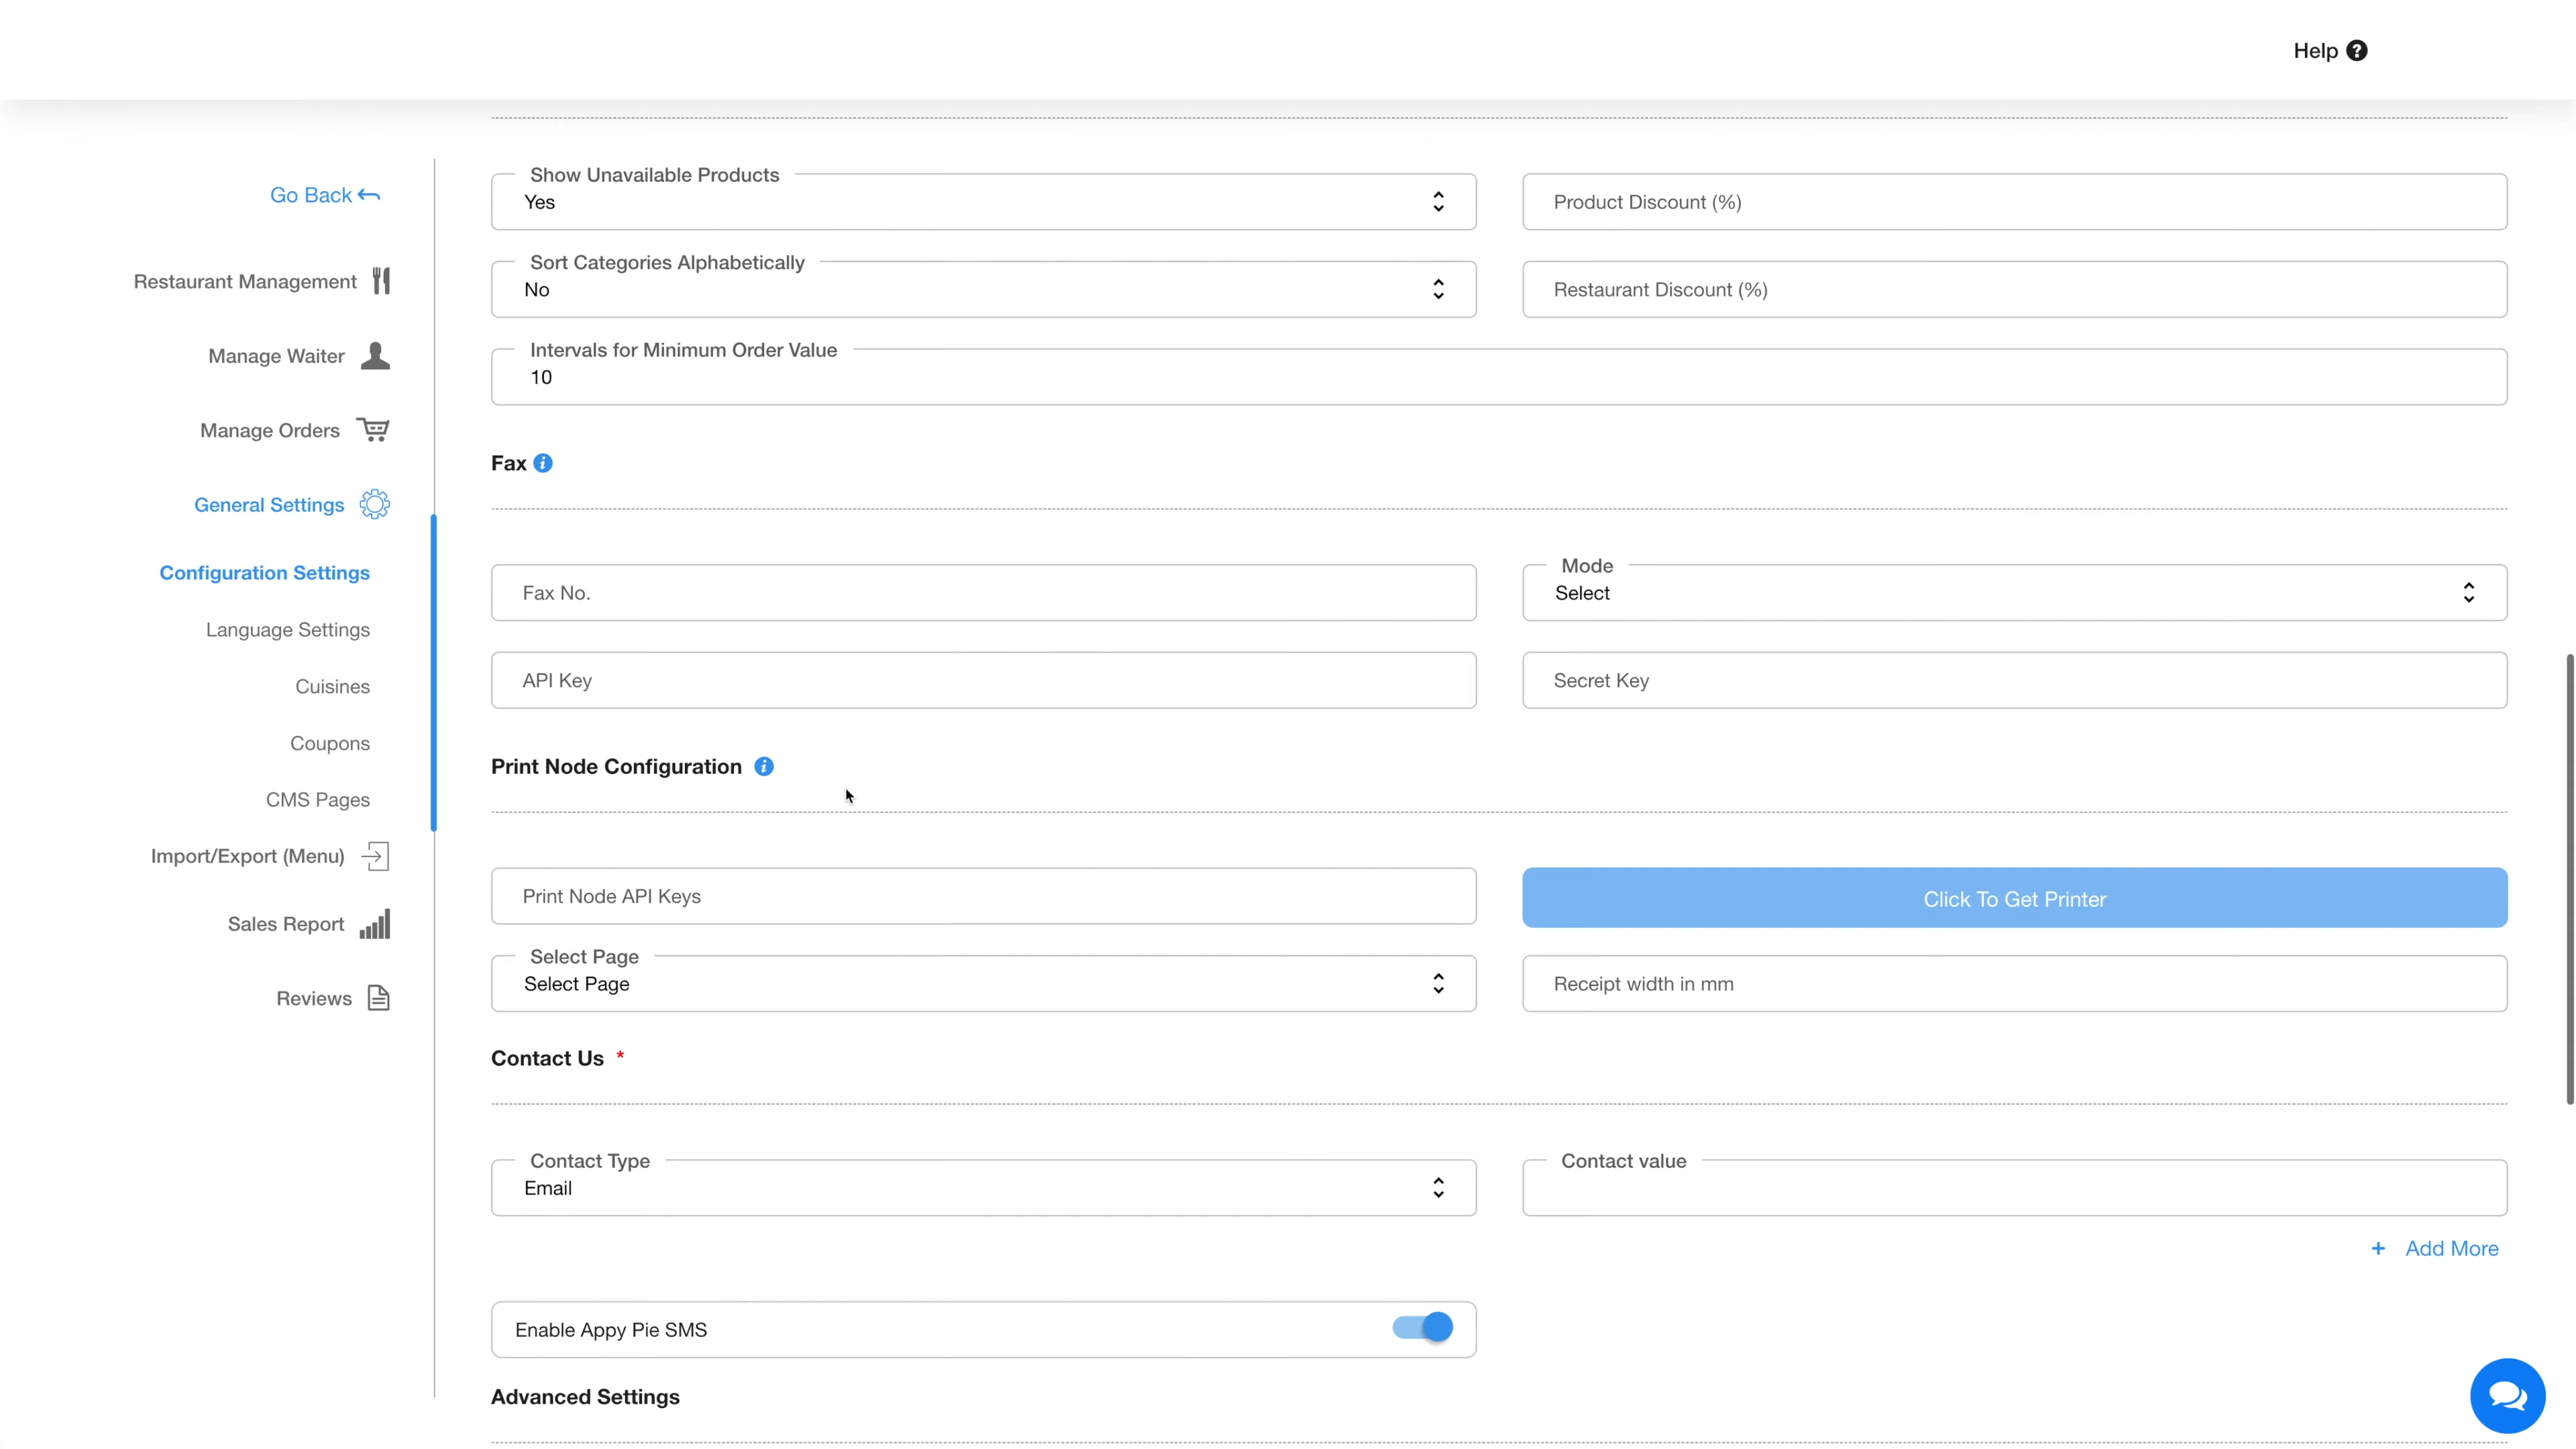 Help
Go Back
Restaurant Management
Manage Waiter
Manage Orders
General Settings
Configuration Settings
Language Settings
Cuisines
Coupons
CMS Pages
Import/Export (Menu)
Sales Report
Reviews
Show Unavailable Products
Yes
Product Discount (%)
Sort Categories Alphabetically
No
Restaurant Discount (%)
Intervals for Minimum Order Value
10
Fax
Fax No.
Mode
Select
API Key
Secret Key
Print Node Configuration
Print Node API Keys
Click To Get Printer
Select Page
Select Page
Receipt width in mm
Contact Us *
Contact Type
Email
Contact value
+ Add More
Enable Appy Pie SMS
Advanced Settings